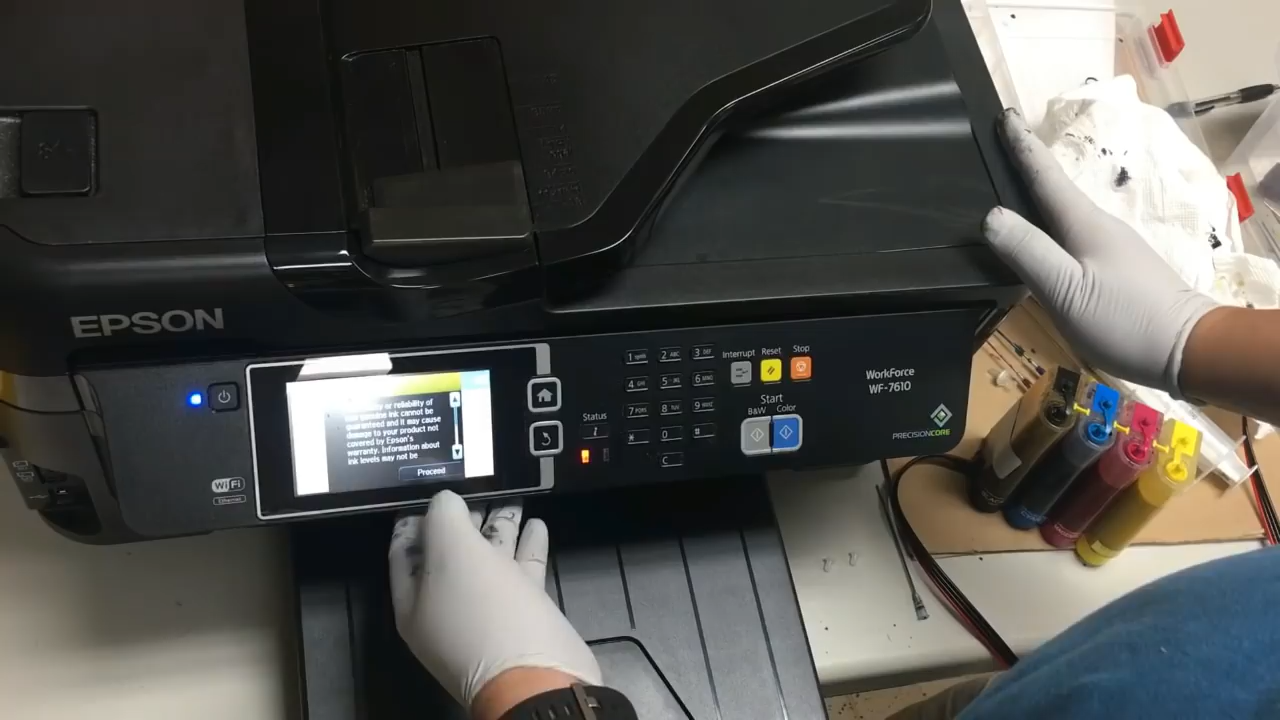 EPSON
WiFi
Ethernet
y or reliability of
genuine ink cannot be
guaranteed and it may cause
damage to your product not
covered by Epson's
warranty. Information about
ink levels may not be
Proceed
Status
i
1
2 ABC
3 DEF
4 GHI
5 JKL
6 MNO
7 PQRS
8 TUV
9 WXYZ
*
0
#
C
Interrupt
Reset
Stop
Start
B&W
Color
WorkForce
WF-7610
PRECISIONCORE